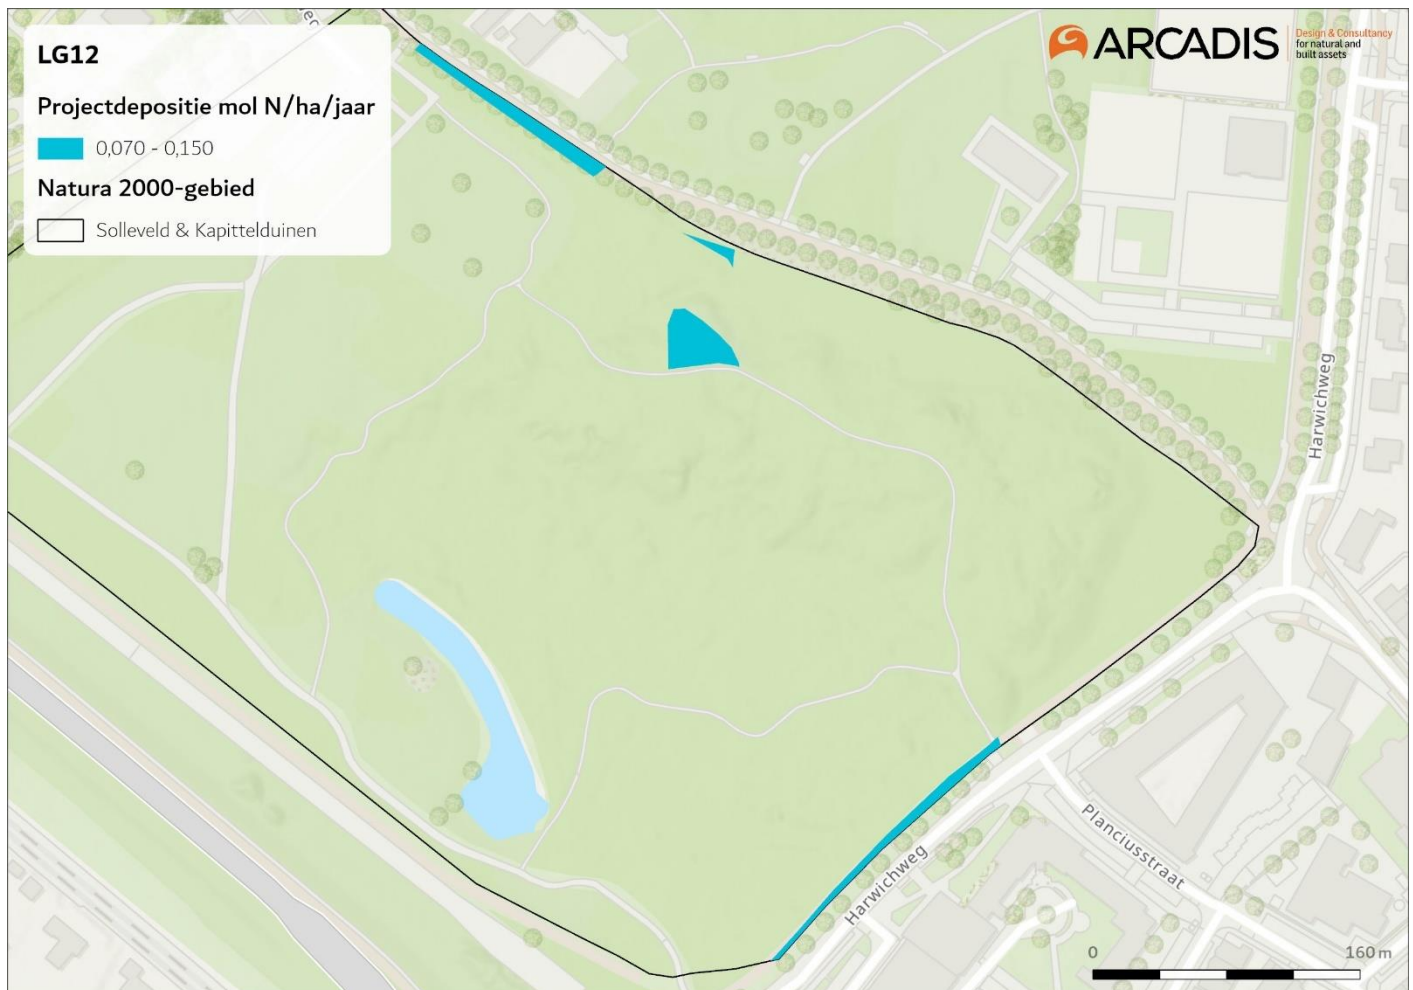 LG12
Projectdepositie mol N/ha/jaar
0,070 - 0,150
Natura 2000-gebied
Solleveld & Kapittelduinen
ARCADIS
Design & Consultancy
for natural and
built assets
Harwichweg
Harwichweg
Planciusstraat
0
160 m